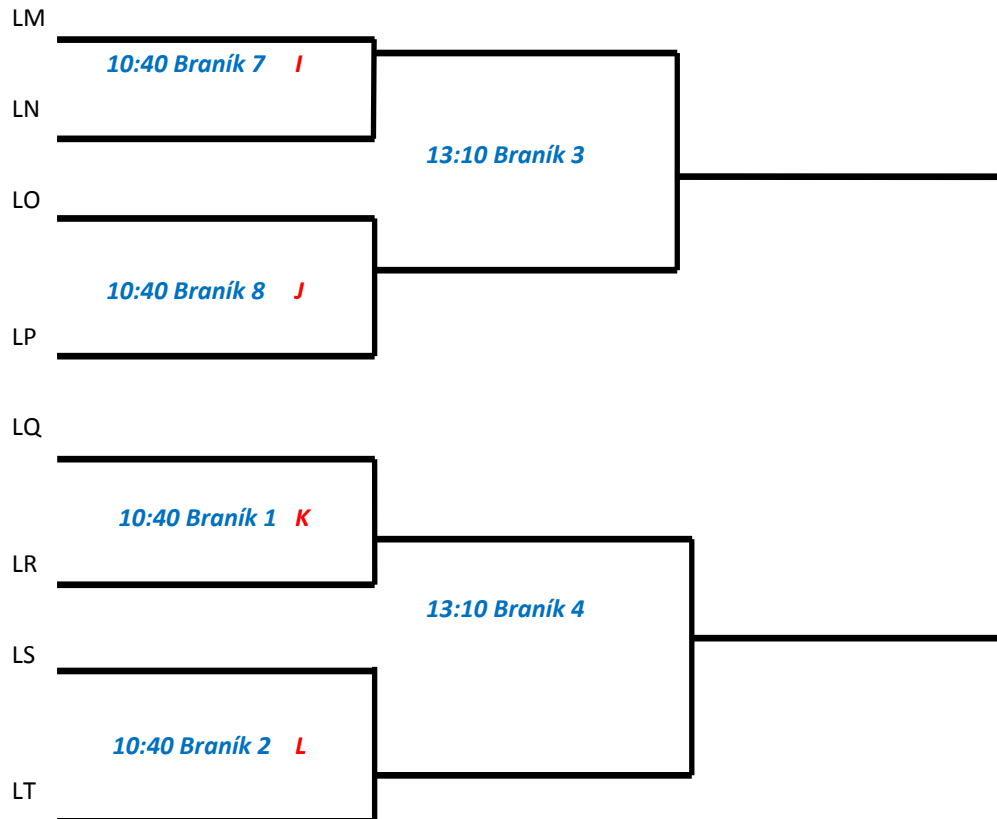 LM
10:40 Braník 7 I
LN
13:10 Braník 3
LO
10:40 Braník 8 J
LP
LQ
10:40 Braník 1 K
LR
13:10 Braník 4
LS
10:40 Braník 2 L
LT